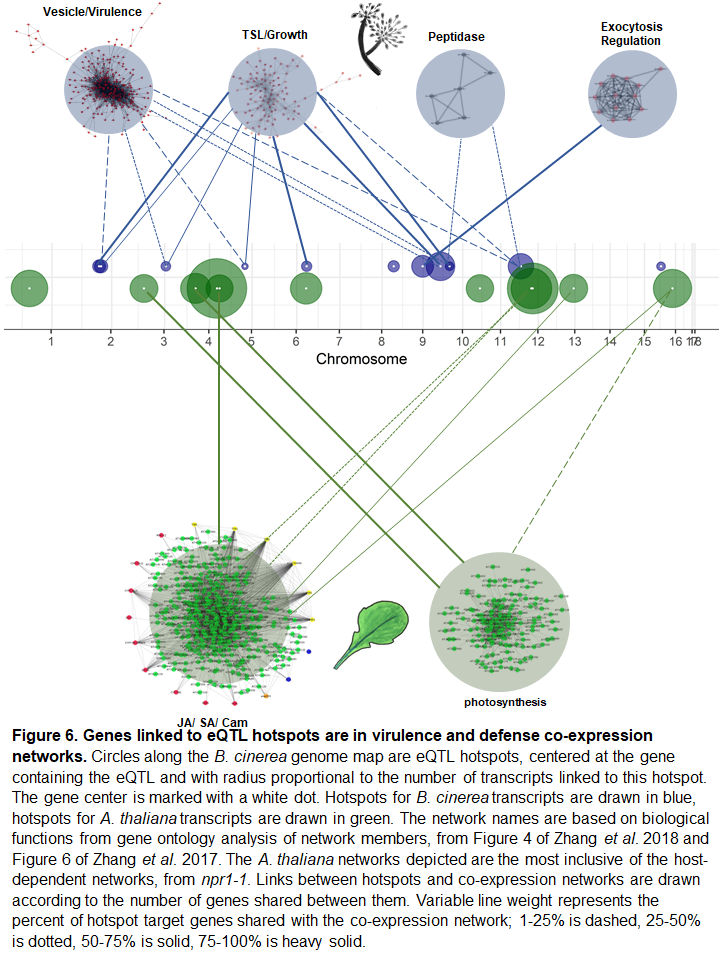 Vesicle/Virulence
TSL/Growth
Peptidase
Exocytosis
Regulation
1 2 3 4 5 6 7 8 9 10 11 12 13 14 15 16 17 18
Chromosome
JA/ SA/ Cam
photosynthesis
Figure 6. Genes linked to eQTL hotspots are in virulence and defense co-expression
networks. Circles along the B. cinerea genome map are eQTL hotspots, centered at the gene
containing the eQTL and with radius proportional to the number of transcripts linked to this hotspot.
The gene center is marked with a white dot. Hotspots for B. cinerea transcripts are drawn in blue,
hotspots for A. thaliana transcripts are drawn in green. The network names are based on biological
functions from gene ontology analysis of network members, from Figure 4 of Zhang et al. 2018 and
Figure 6 of Zhang et al. 2017. The A. thaliana networks depicted are the most inclusive of the host-
dependent networks, from npr1-1. Links between hotspots and co-expression networks are drawn
according to the number of genes shared between them. Variable line weight represents the
percent of hotspot target genes shared with the co-expression network; 1-25% is dashed, 25-50%
is dotted, 50-75% is solid, 75-100% is heavy solid.